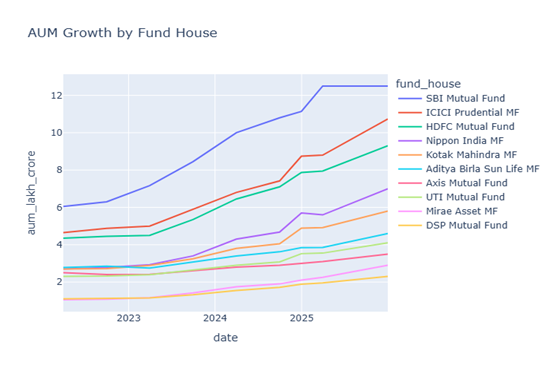 AUM Growth by Fund House
fund_house
SBI Mutual Fund
ICICI Prudential MF
HDFC Mutual Fund
Nippon India MF
Kotak Mahindra MF
Aditya Birla Sun Life MF
Axis Mutual Fund
UTI Mutual Fund
Mirae Asset MF
DSP Mutual Fund
aum_lakh_crore
12
10
8
6
4
2
2023
2024
2025
date